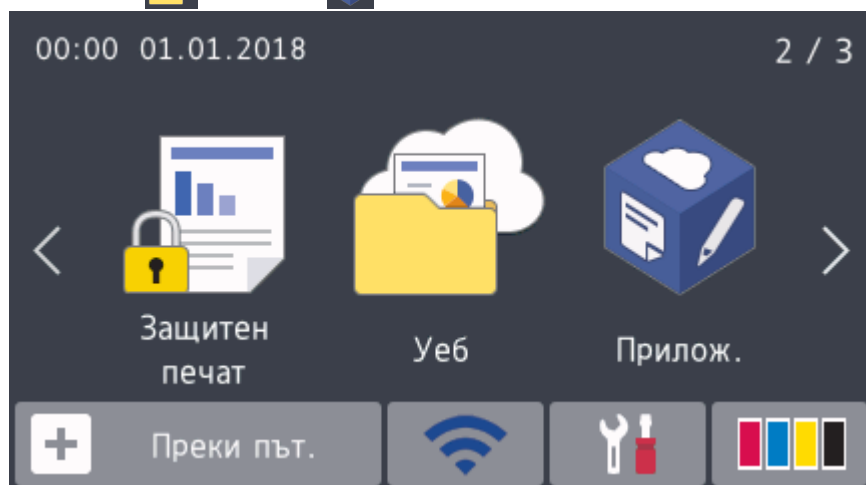 00:00 01.01.2018 2 / 3
Защитен
печат
Уеб
Прилож.
Преки път.